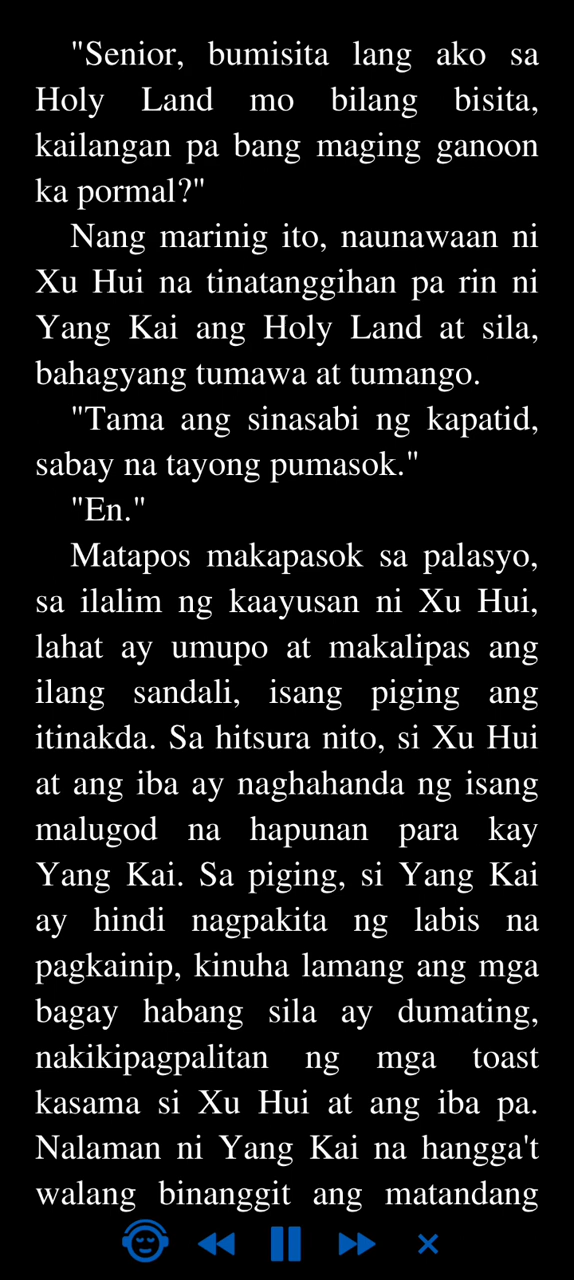 "Senior, bumisita lang ako sa
Holy Land mo bilang bisita,
kailangan pa bang maging ganoon
ka pormal?"
Nang marinig ito, naunawaan ni
Xu Hui na tinatanggihan pa rin ni
Yang Kai ang Holy Land at sila,
bahagyang tumawa at tumango.
"Tama ang sinasabi ng kapatid,
sabay na tayong pumasok."
"En."
Matapos makapasok sa palasyo,
sa ilalim ng kaayusan ni Xu Hui,
lahat ay umupo at makalipas ang
ilang sandali, isang piging ang
itinakda. Sa hitsura nito, si Xu Hui
at ang iba ay naghahanda ng isang
malugod na hapunan para kay
Yang Kai. Sa piging, si Yang Kai
ay hindi nagpakita ng labis na
pagkainip, kinuha lamang ang mga
bagay habang sila ay dumating,
nakikipagpalitan ng mga toast
kasama si Xu Hui at ang iba pa.
Nalaman ni Yang Kai na hangga't
walang binanggit ang matandang